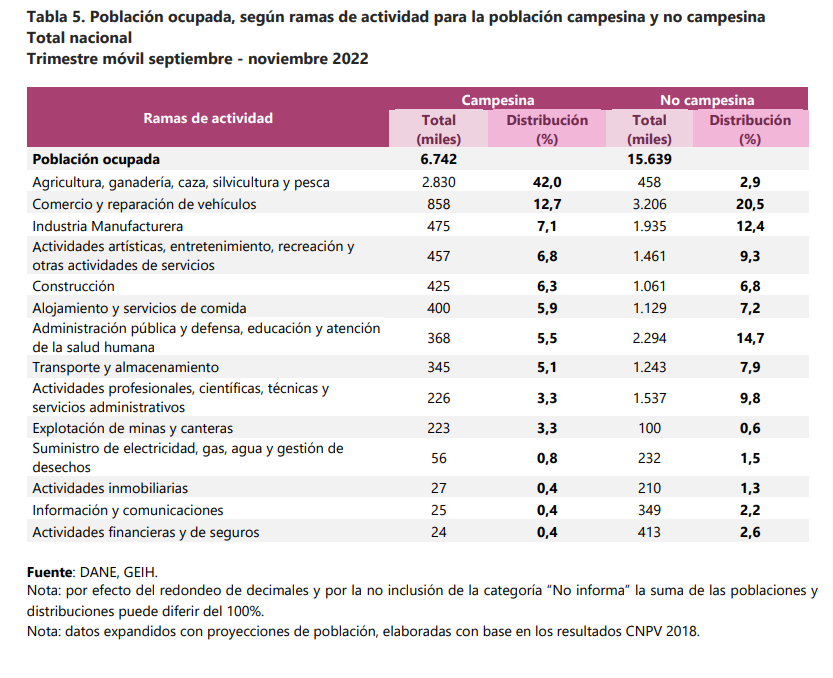 Tabla 5. Población ocupada, según ramas de actividad para la población campesina y no campesina
Total nacional
Trimestre móvil septiembre - noviembre 2022
Ramas de actividad Campesina No campesina
Total (miles) Distribución (%) Total (miles) Distribución (%)
Población ocupada 6.742 15.639
Agricultura, ganadería, caza, silvicultura y pesca 2.830 42,0 458 2,9
Comercio y reparación de vehículos 858 12,7 3.206 20,5
Industria Manufacturera 475 7,1 1.935 12,4
Actividades artísticas, entretenimiento, recreación y
otras actividades de servicios 457 6,8 1.461 9,3
Construcción 425 6,3 1.061 6,8
Alojamiento y servicios de comida 400 5,9 1.129 7,2
Administración pública y defensa, educación y atención
de la salud humana 368 5,5 2.294 14,7
Transporte y almacenamiento 345 5,1 1.243 7,9
Actividades profesionales, científicas, técnicas y
servicios administrativos 226 3,3 1.537 9,8
Explotación de minas y canteras 223 3,3 100 0,6
Suministro de electricidad, gas, agua y gestión de
desechos 56 0,8 232 1,5
Actividades inmobiliarias 27 0,4 210 1,3
Información y comunicaciones 25 0,4 349 2,2
Actividades financieras y de seguros 24 0,4 413 2,6
Fuente: DANE, GEIH.
Nota: por efecto del redondeo de decimales y por la no inclusión de la categoría “No informa” la suma de las poblaciones y
distribuciones puede diferir del 100%.
Nota: datos expandidos con proyecciones de población, elaboradas con base en los resultados CNPV 2018.